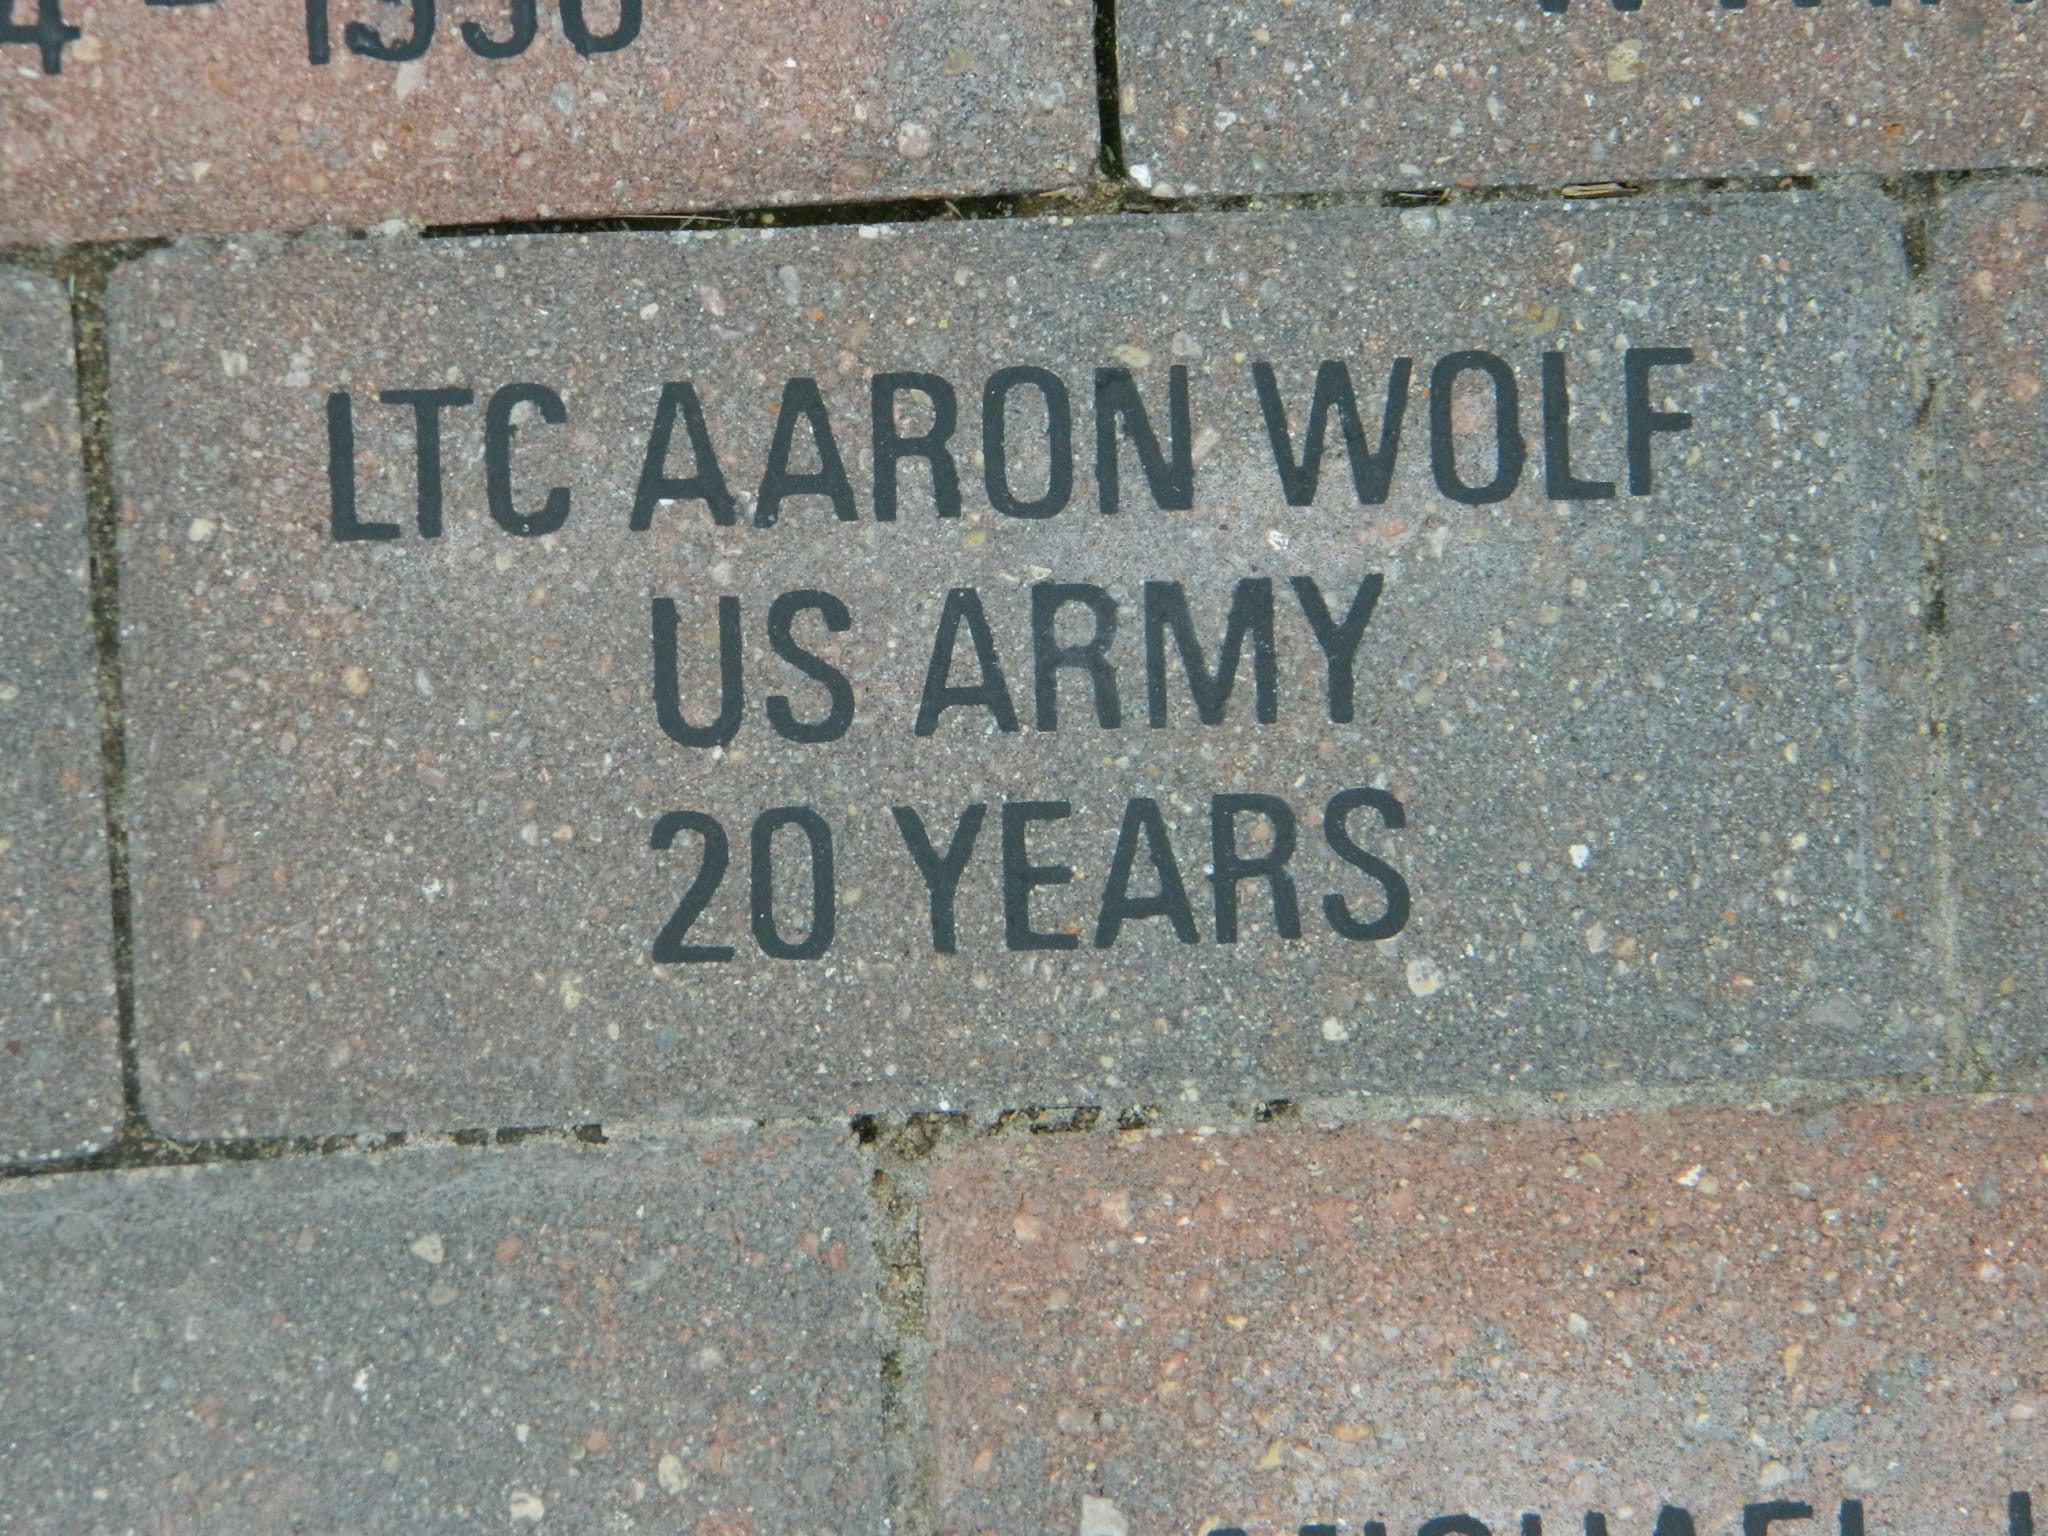 LTC AARON WOLF
US ARMY
20 YEARS